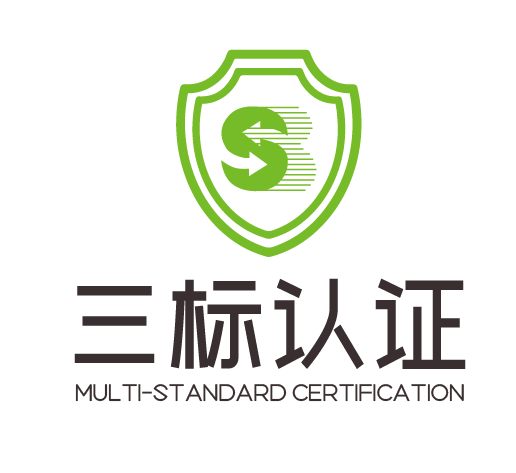 S
三标认证
MULTI-STANDARD CERTIFICATION